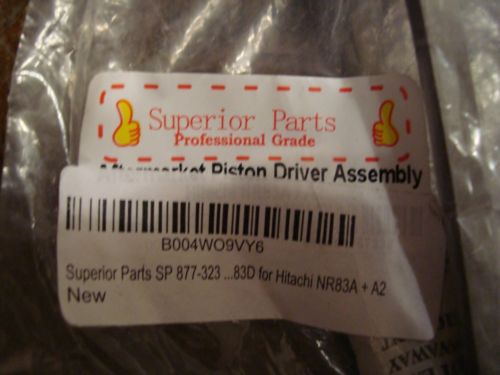 Superior Parts
Professional Grade
Aftermarket Piston Driver Assembly
B004WO9VY6
Superior Parts SP 877-323 ...83D for Hitachi NR83A + A2
New